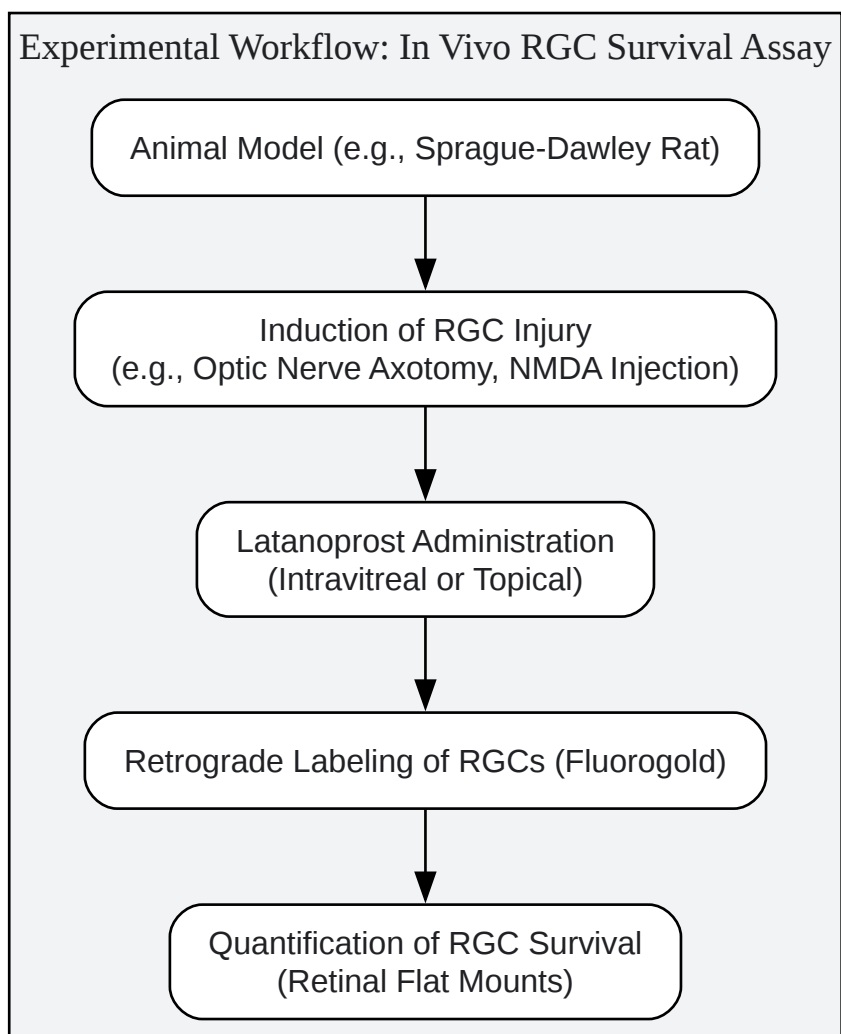 Experimental Workflow: In Vivo RGC Survival Assay
Animal Model (e.g., Sprague-Dawley Rat)
Induction of RGC Injury
(e.g., Optic Nerve Axotomy, NMDA Injection)
Latanoprost Administration
(Intravitreal or Topical)
Retrograde Labeling of RGCs (Fluorogold)
Quantification of RGC Survival
(Retinal Flat Mounts)